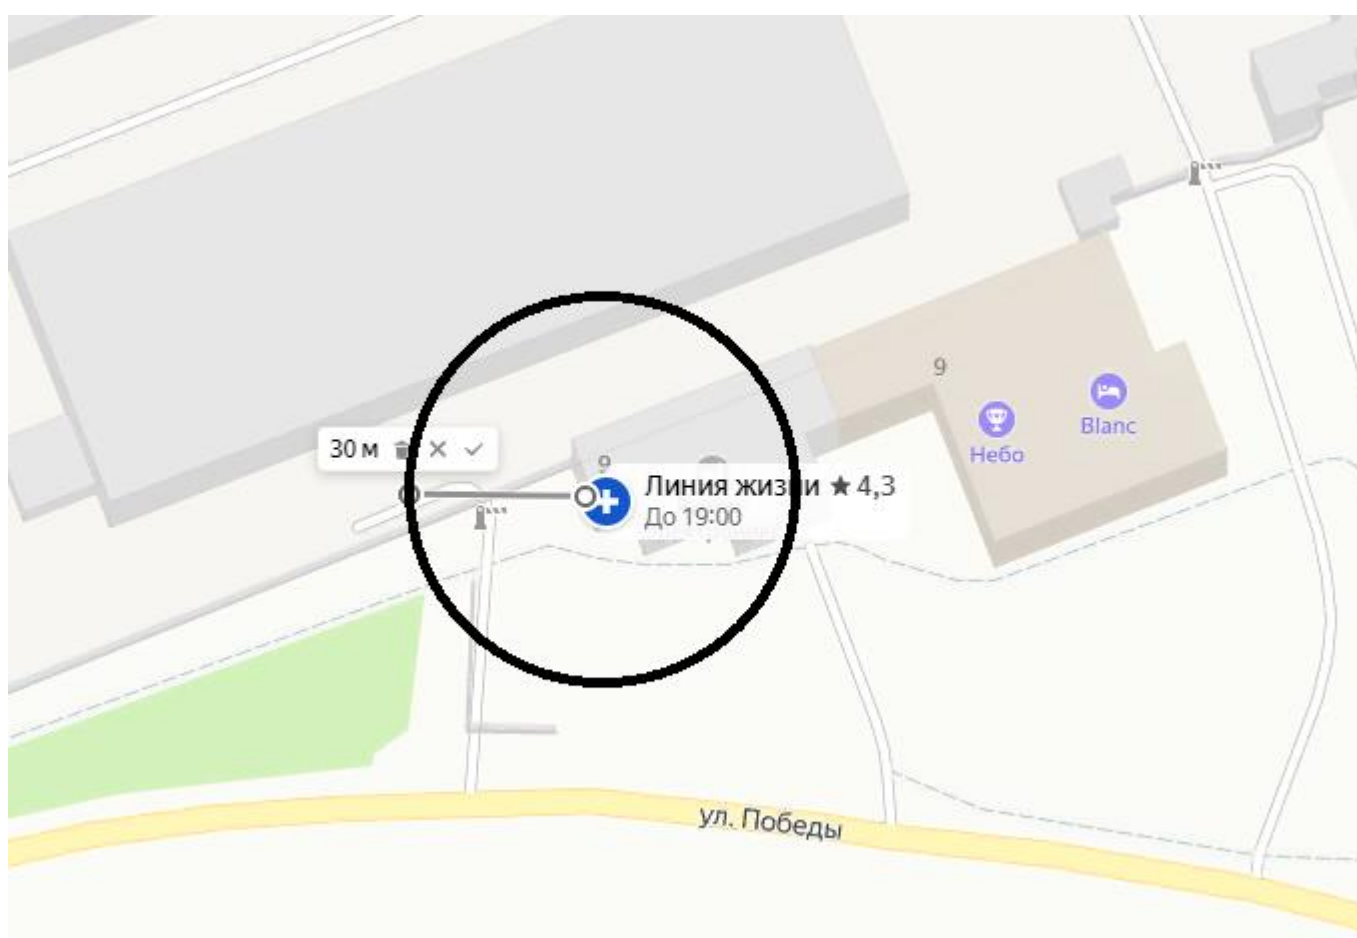 9
30 м
9
Линия жизни ★ 4,3
До 19:00
Небо
Blanc
ул. Победы